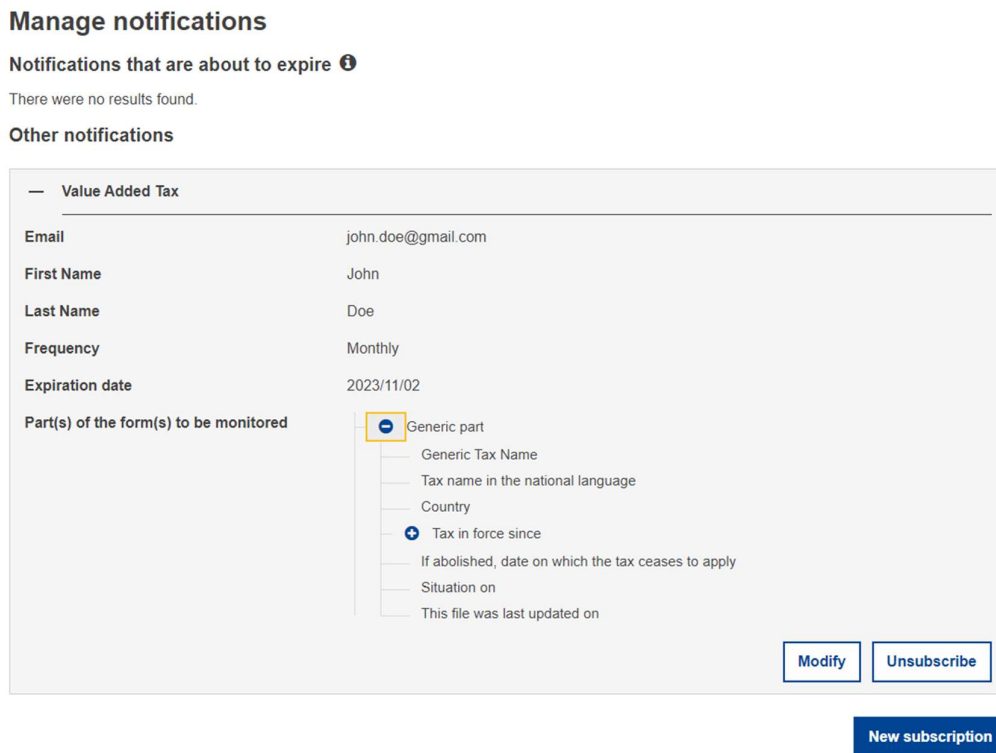 Manage notifications
Notifications that are about to expire
There were no results found.
Other notifications
Value Added Tax
Email john.doe@gmail.com
First Name John
Last Name Doe
Frequency Monthly
Expiration date 2023/11/02
Part(s) of the form(s) to be monitored Generic part
Generic Tax Name
Tax name in the national language
Country
Tax in force since
If abolished, date on which the tax ceases to apply
Situation on
This file was last updated on
Modify Unsubscribe
New subscription